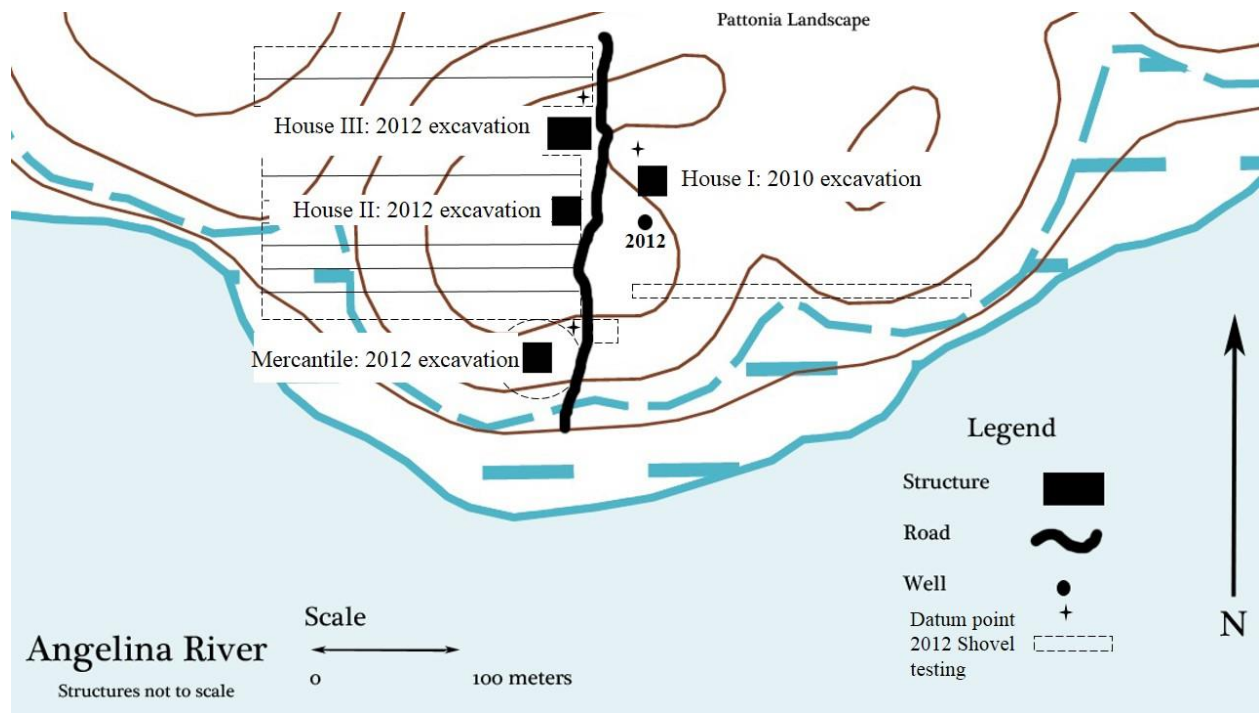 Pattonia Landscape
House III: 2012 excavation
House I: 2010 excavation
House II: 2012 excavation
2012
Mercantile: 2012 excavation
Legend
Structure
Road
Well
Datum point
2012 Shovel
testing
N
Scale
0 100 meters
Angelina River
Structures not to scale